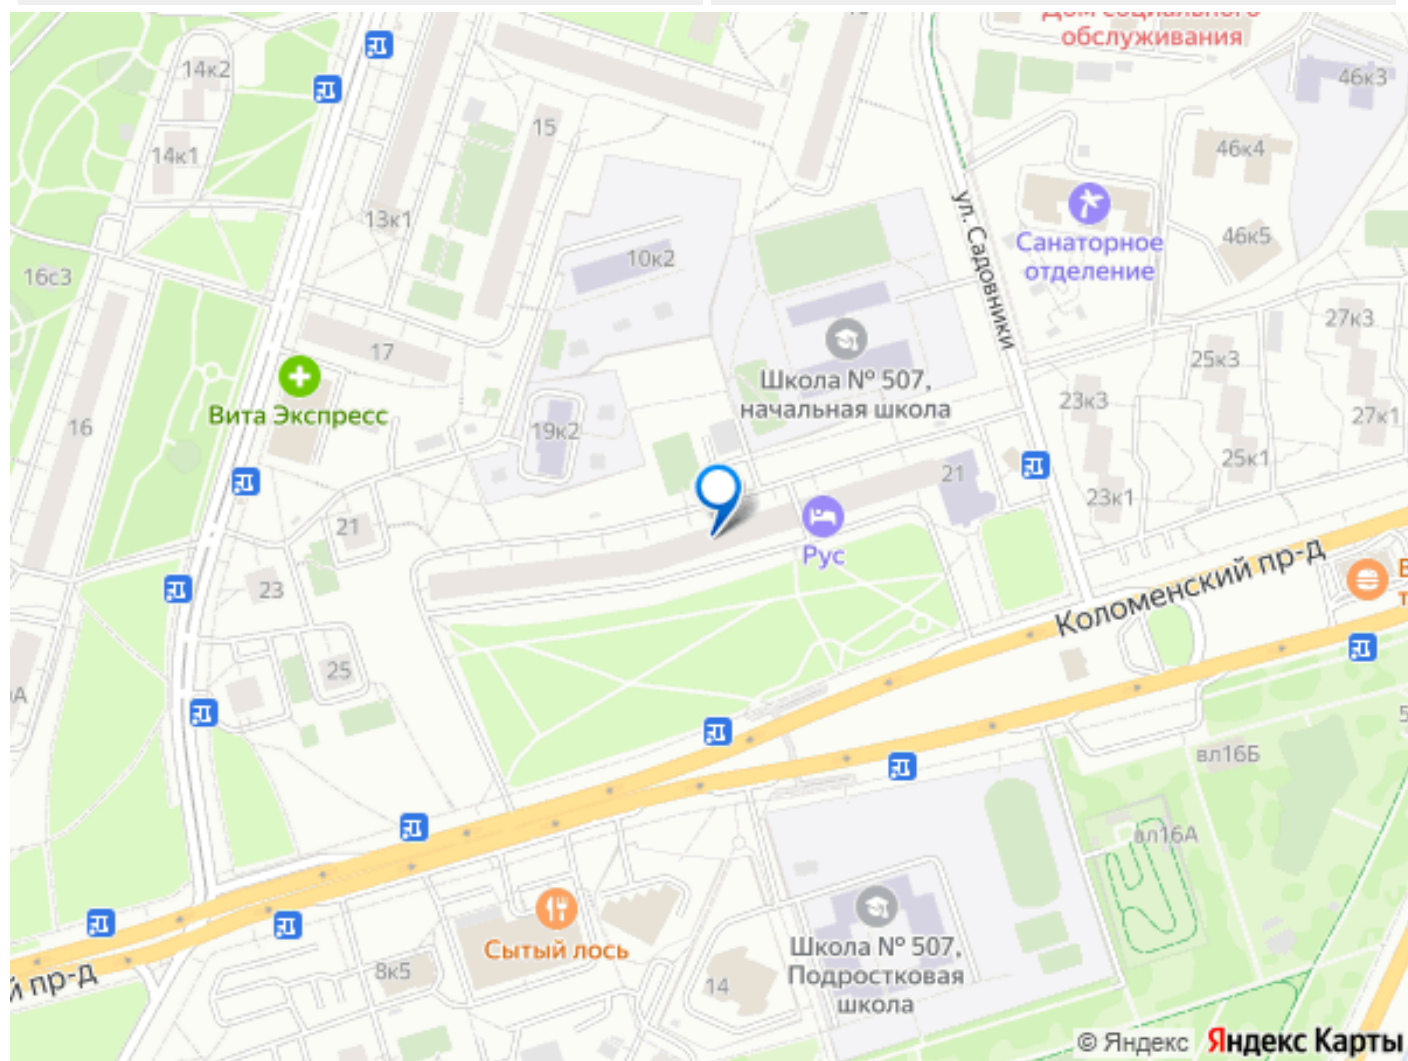 Дом социального
обслуживания
14к2
46к3
15
46к4
14к1
ул. Садовники
13к1
Санаторное
отделение
46к5
10к2
16с3
27к3
17
25к3
Школа № 507,
начальная школа
Вита Экспресс
23к3
27к1
16
19к2
25к1
21
23к1
21
Рус
Коломенский пр-д
23
25
вл16Б
вл16А
Сытый лось
Школа № 507,
Подростковая
школа
8к5
14
й пр-д
© Яндекс
Яндекс Карты